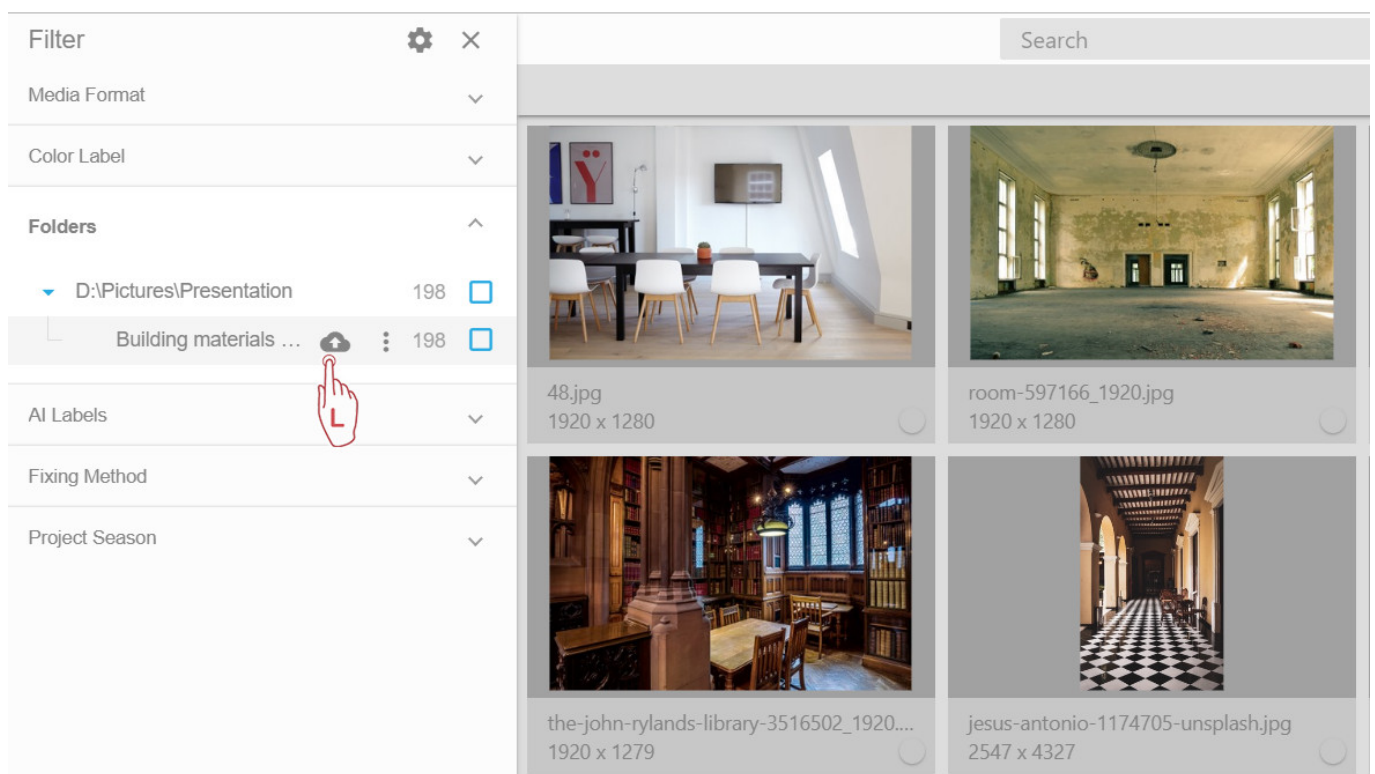 Filter
Search
Media Format
Color Label
Folders
D:\Pictures\Presentation 198
Building materials ... 198
L
AI Labels
Fixing Method
Project Season
Ÿ
48.jpg
1920 x 1280
room-597166_1920.jpg
1920 x 1280
the-john-rylands-library-3516502_1920....
1920 x 1279
jesus-antonio-1174705-unsplash.jpg
2547 x 4327